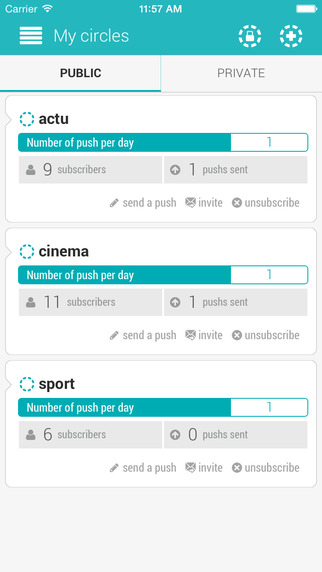 Carrier 11:57 AM
My circles
PUBLIC PRIVATE
actu
Number of push per day 1
9 subscribers 1 pushs sent
send a push invite unsubscribe
cinema
Number of push per day 1
11 subscribers 1 pushs sent
send a push invite unsubscribe
sport
Number of push per day 1
6 subscribers 0 pushs sent
send a push invite unsubscribe